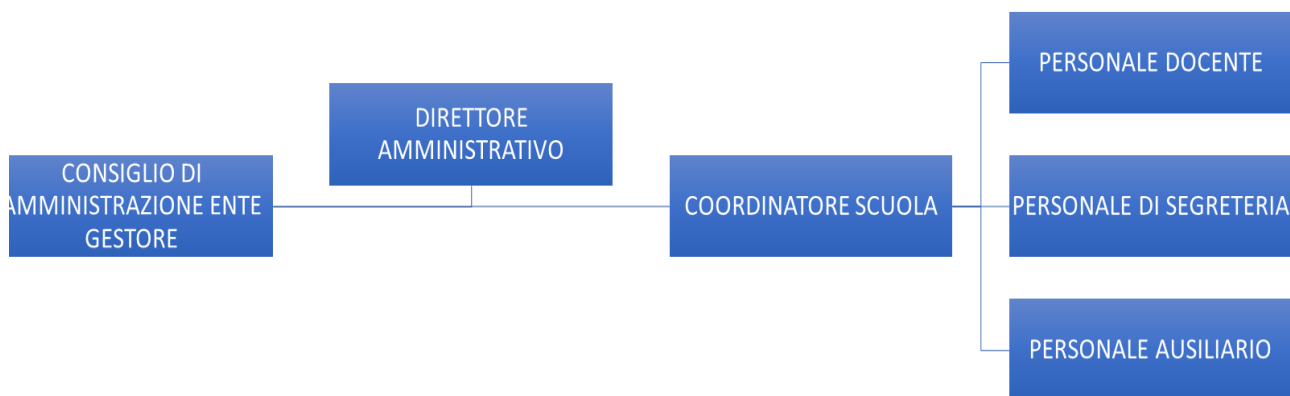 CONSIGLIO DI
AMMINISTRAZIONE ENTE
GESTORE
DIRETTORE
AMMINISTRATIVO
COORDINATORE SCUOLA
PERSONALE DOCENTE
PERSONALE DI SEGRETERIA
PERSONALE AUSILIARIO